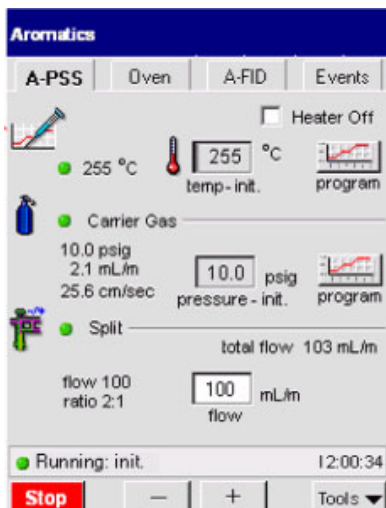 Aromatics
A-PSS Oven A-FID Events
Heater Off
255 °C 255 °C
temp-init. program
Carrier Gas
10.0 psig
2.1 mL/m 10.0 psig
25.6 cm/sec pressure - init. program
Split
total flow 103 mL/m
flow 100 100 mL/m
ratio 2:1 flow
Running: init. 12:00:34
Stop − + Tools